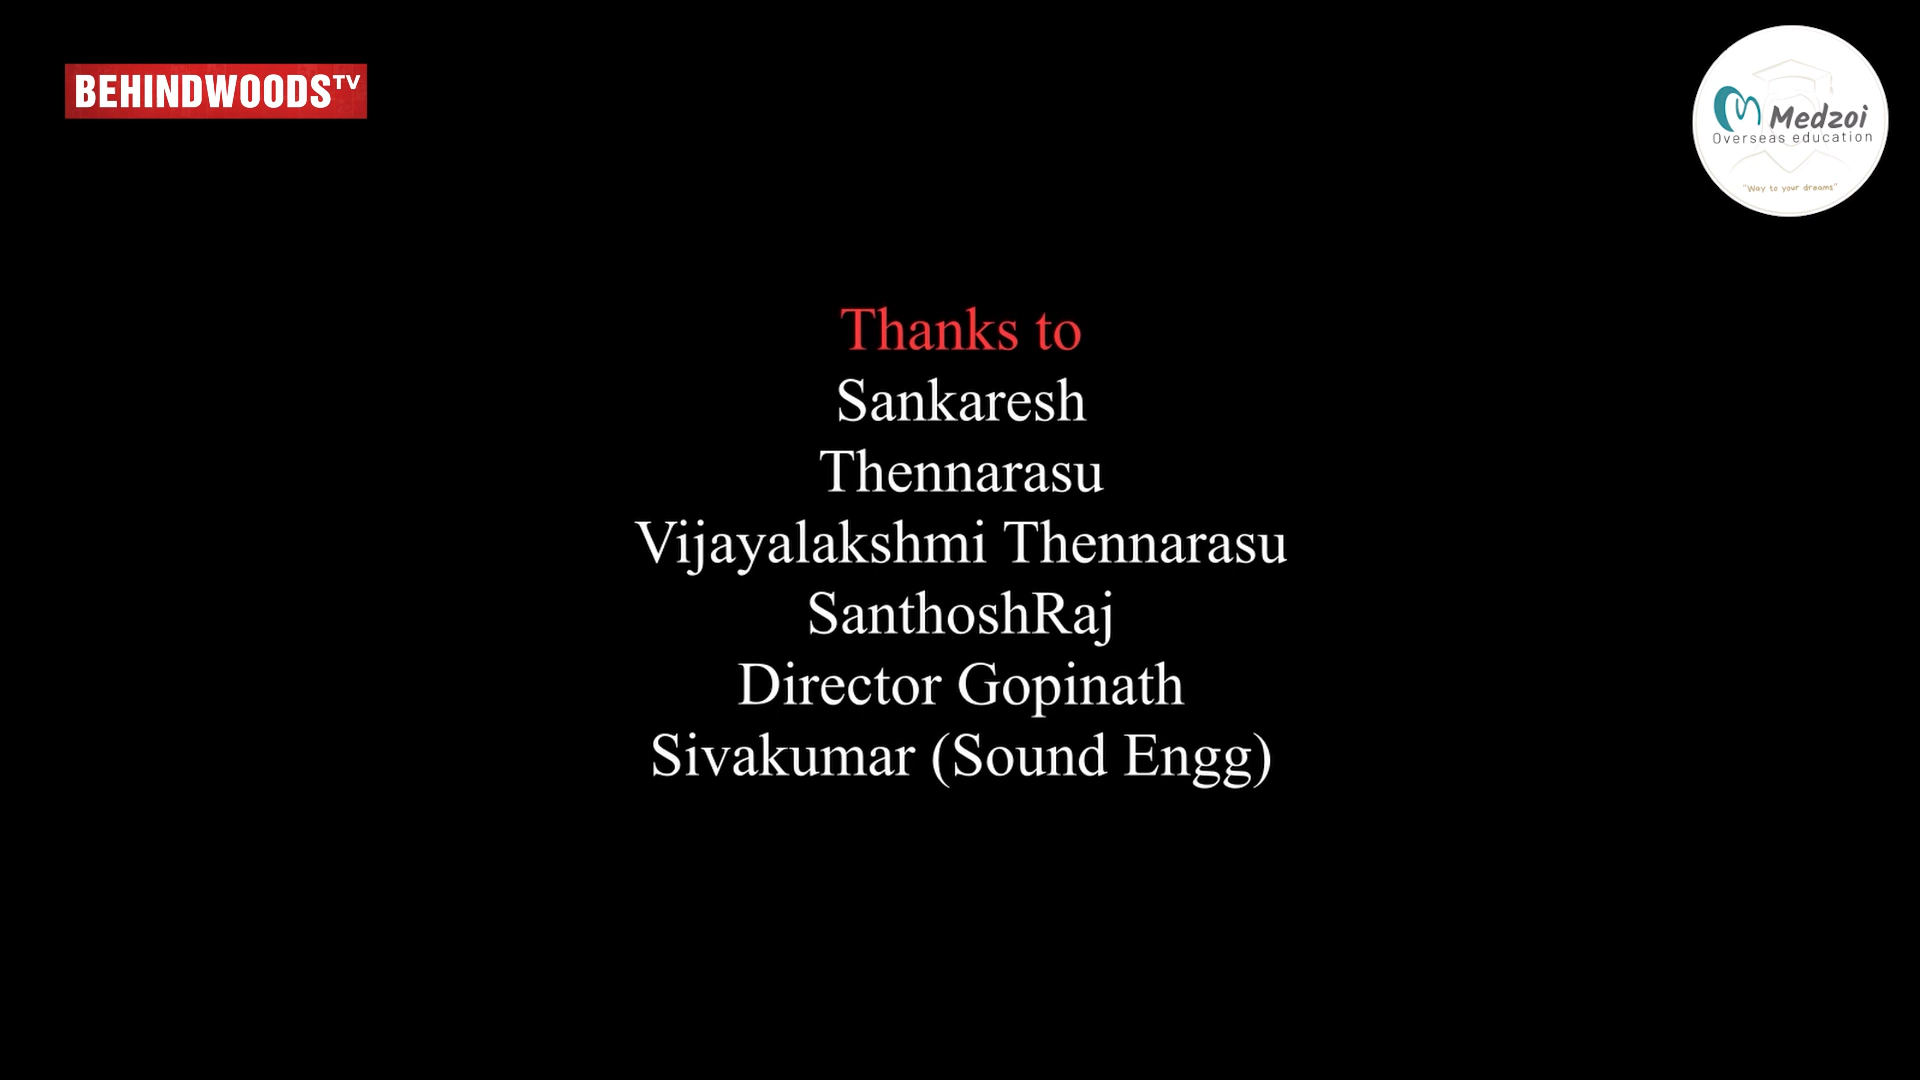 BEHINDWOODS TV
Medzoi
Overseas education
"Way to your dreams"
Thanks to
Sankaresh
Thennarasu
Vijayalakshmi Thennarasu
SanthoshRaj
Director Gopinath
Sivakumar (Sound Engg)